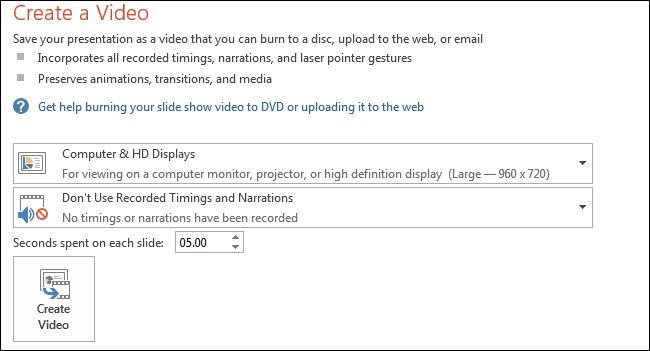 Create a Video
Save your presentation as a video that you can burn to a disc, upload to the web, or email
Incorporates all recorded timings, narrations, and laser pointer gestures
Preserves animations, transitions, and media
Get help burning your slide show video to DVD or uploading it to the web
Computer & HD Displays
For viewing on a computer monitor, projector, or high definition display (Large — 960 x 720)
Don't Use Recorded Timings and Narrations
No timings or narrations have been recorded
Seconds spent on each slide: 05.00
Create
Video